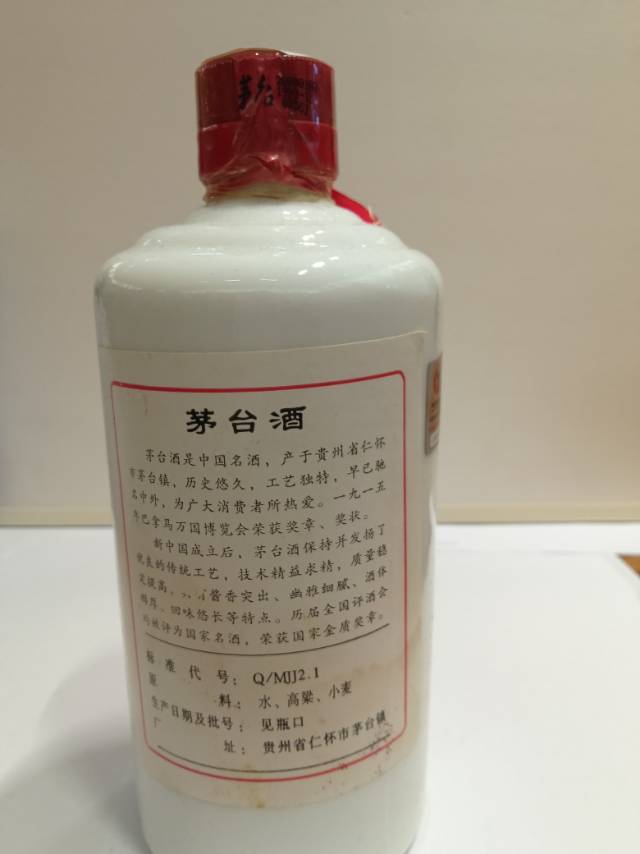 茅台
茅台酒
茅台酒是中国名酒，产于贵州省仁怀
市茅台镇，历史悠久，工艺独特，早已驰
名中外，为广大消费者所热爱。一九一五
年巴拿马万国博览会荣获奖章、奖状。
新中国成立后，茅台酒保持并发扬了
优良的传统工艺，技术精益求精，质量稳
定提高，酱香突出、幽雅细腻、酒体
醇厚、回味悠长等特点。历届全国评酒会
均被评为国家名酒，荣获国家金质奖章。
标准代号：Q/MJJ2.1
原料：水、高粱、小麦
生产日期及批号：见瓶口
厂址：贵州省仁怀市茅台镇